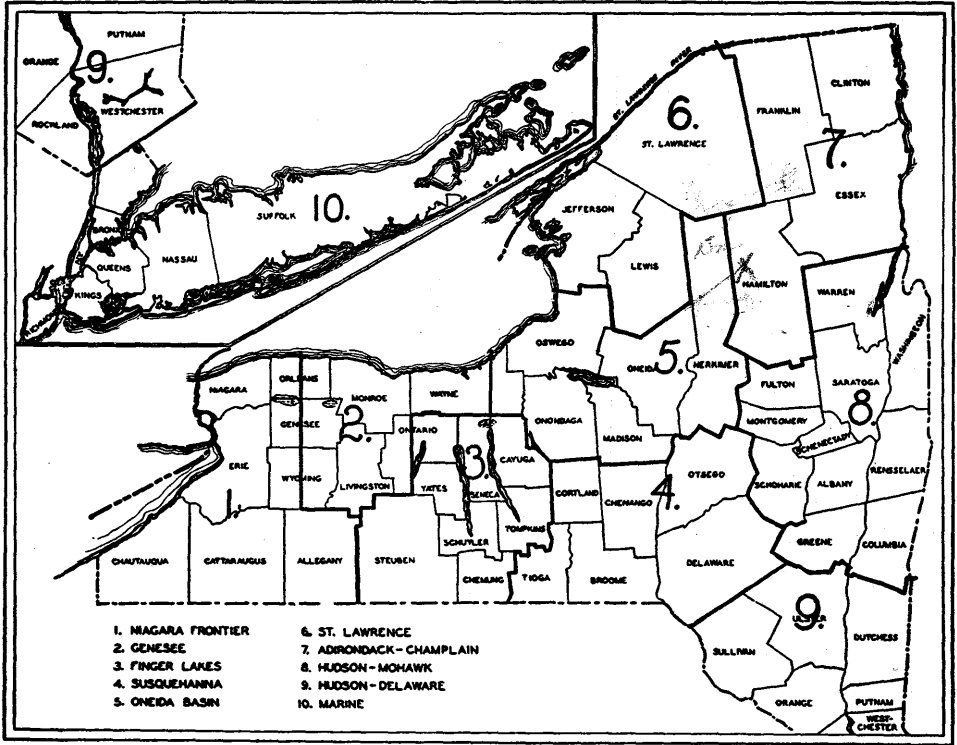 PUTNAM
ORANGE
9.
WESTCHESTER
ROCKLAND
SUFFOLK
10.
BRONX
QUEENS
NASSAU
KINGS
RICHMOND
ST. LAWRENCE RIVER
6.
ST. LAWRENCE
FRANKLIN
CLINTON
7.
ESSEX
JEFFERSON
LEWIS
HAMILTON
WARREN
WASHINGTON
OSWEGO
ONEIDA
5.
HERKIMER
FULTON
SARATOGA
8.
NIAGARA
ORLEANS
MONROE
WAYNE
GENESEE
2.
ONTARIO
ONONDAGA
MADISON
MONTGOMERY
SCHENECTADY
ERIE
1
WYOMING
LIVINGSTON
YATES
3.
SENECA
CAYUGA
CORTLAND
CHENANGO
4.
OTSEGO
SCHOHARIE
ALBANY
RENSSELAER
TOMPKINS
SCHUYLER
CHAUTAUQUA
CATTARAUGUS
ALLEGANY
STEUBEN
CHEMUNG
TIOGA
BROOME
DELAWARE
GREENE
COLUMBIA
ULSTER
9.
DUTCHESS
SULLIVAN
ORANGE
PUTNAM
WEST-
CHESTER
1. NIAGARA FRONTIER
2. GENESEE
3. FINGER LAKES
4. SUSQUEHANNA
5. ONEIDA BASIN
6. ST. LAWRENCE
7. ADIRONDACK-CHAMPLAIN
8. HUDSON-MOHAWK
9. HUDSON-DELAWARE
10. MARINE